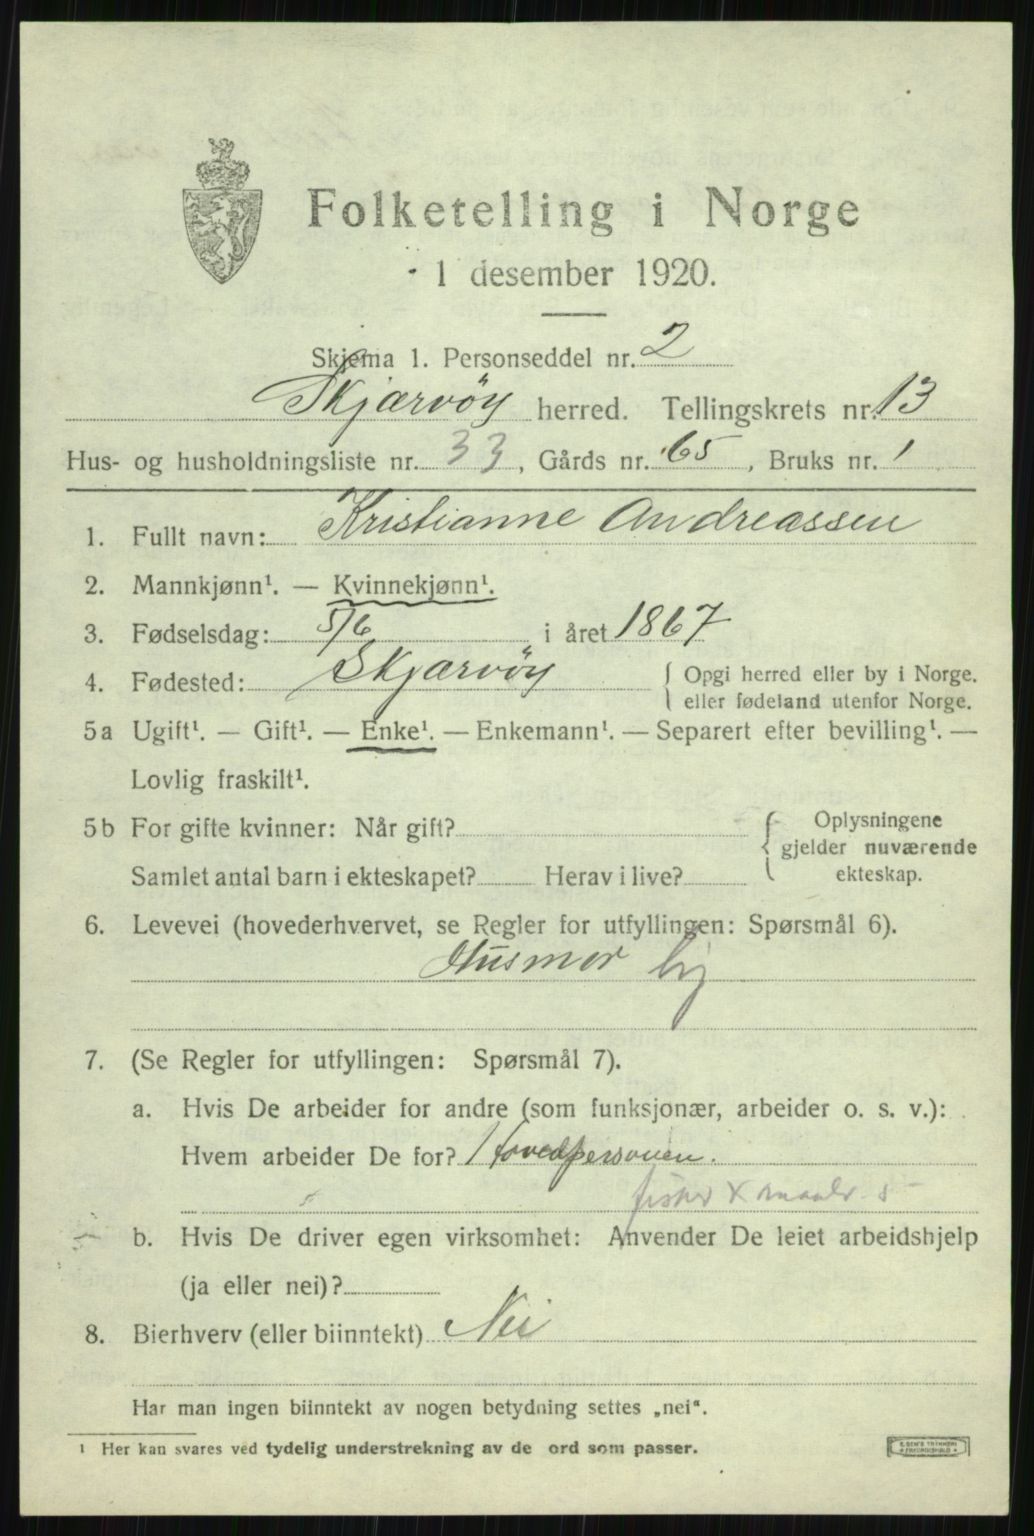 Folketelling i Norge
1 desember 1920.
Skjema 1. Personseddel nr. 2
Skjærvöy herred. Tellingskrets nr. 13
Hus- og husholdningsliste nr. 33, Gårds nr. 65, Bruks nr. 1
1. Fullt navn: Kristianne Andreassen
2. Mannkjønn¹. — Kvinnekjønn¹.
3. Fødselsdag: 5/6 i året 1867
4. Fødested: Skjærvöy { Opgi herred eller by i Norge.
eller fødeland utenfor Norge.
5a Ugift¹. — Gift¹. — Enke¹. — Enkemann¹. — Separert efter bevilling¹. —
Lovlig fraskilt¹.
5b For gifte kvinner: Når gift? { Oplysningene
gjelder nuværende
ekteskap.
Samlet antal barn i ekteskapet? Herav i live?
6. Levevei (hovederhvervet, se Regler for utfyllingen: Spørsmål 6).
Husmor
7. (Se Regler for utfyllingen: Spørsmål 7).
a. Hvis De arbeider for andre (som funksjonær, arbeider o. s. v.):
Hvem arbeider De for? Hovedpersonen.
fisker x
b. Hvis De driver egen virksomhet: Anvender De leiet arbeidshjelp
(ja eller nei)?
8. Bierhverv (eller biinntekt) Nei
Har man ingen biinntekt av nogen betydning settes „nei“.
¹ Her kan svares ved tydelig understrekning av de ord som passer.